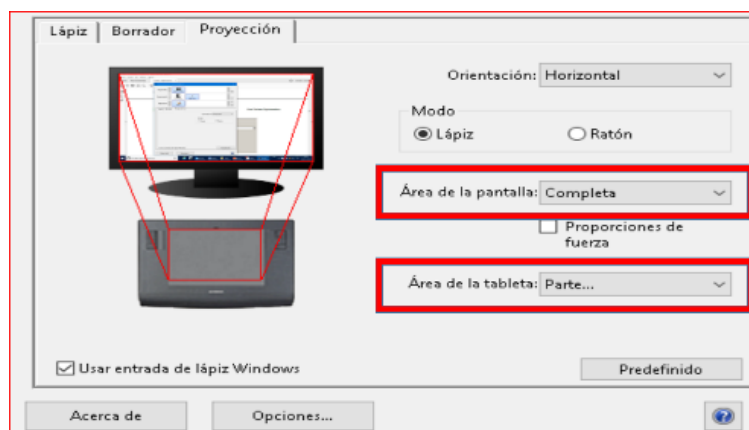 Lápiz
Borrador
Proyección
Orientación: Horizontal
Modo
Lápiz
Ratón
Área de la pantalla: Completa
Proporciones de
fuerza
Área de la tableta: Parte...
Usar entrada de lápiz Windows
Predefinido
Acerca de
Opciones...
?